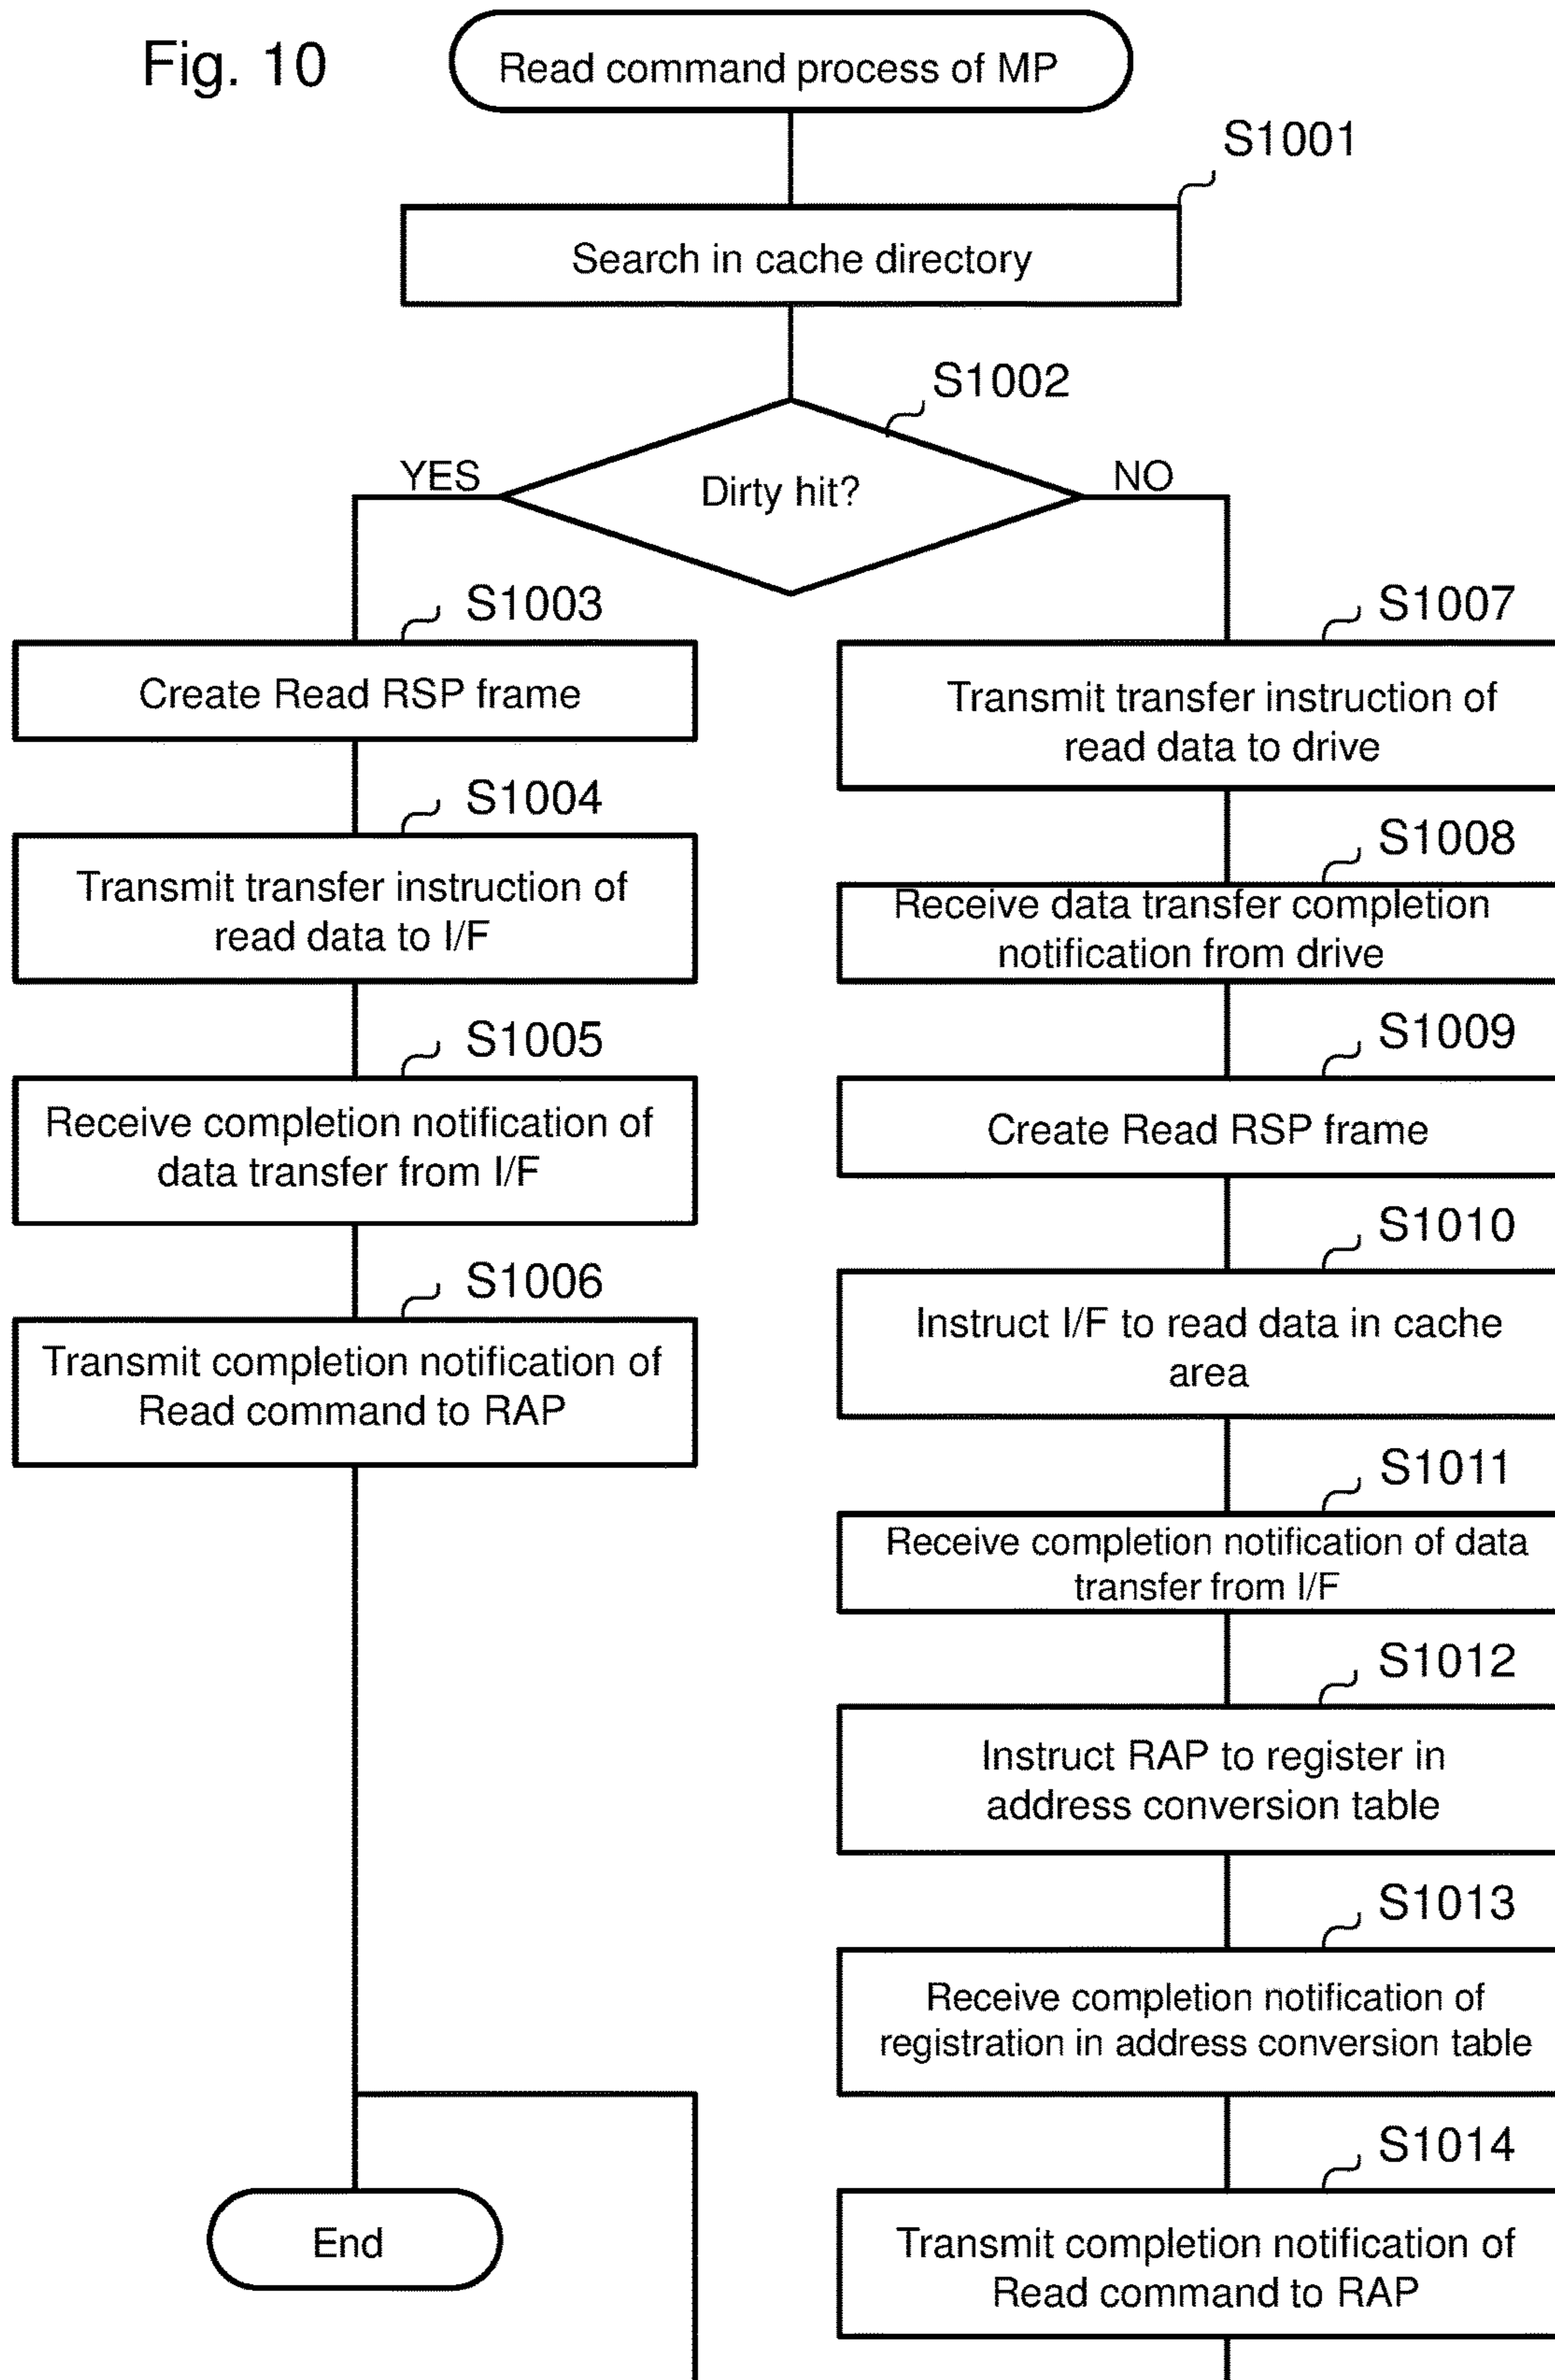 Fig. 10
Read command process of MP
S1001
Search in cache directory
S1002
Dirty hit?
YES
NO
S1003
Create Read RSP frame
S1004
Transmit transfer instruction of
read data to I/F
S1005
Receive completion notification of
data transfer from I/F
S1006
Transmit completion notification of
Read command to RAP
End
S1007
Transmit transfer instruction of
read data to drive
S1008
Receive data transfer completion
notification from drive
S1009
Create Read RSP frame
S1010
Instruct I/F to read data in cache
area
S1011
Receive completion notification of data
transfer from I/F
S1012
Instruct RAP to register in
address conversion table
S1013
Receive completion notification of
registration in address conversion table
S1014
Transmit completion notification of
Read command to RAP